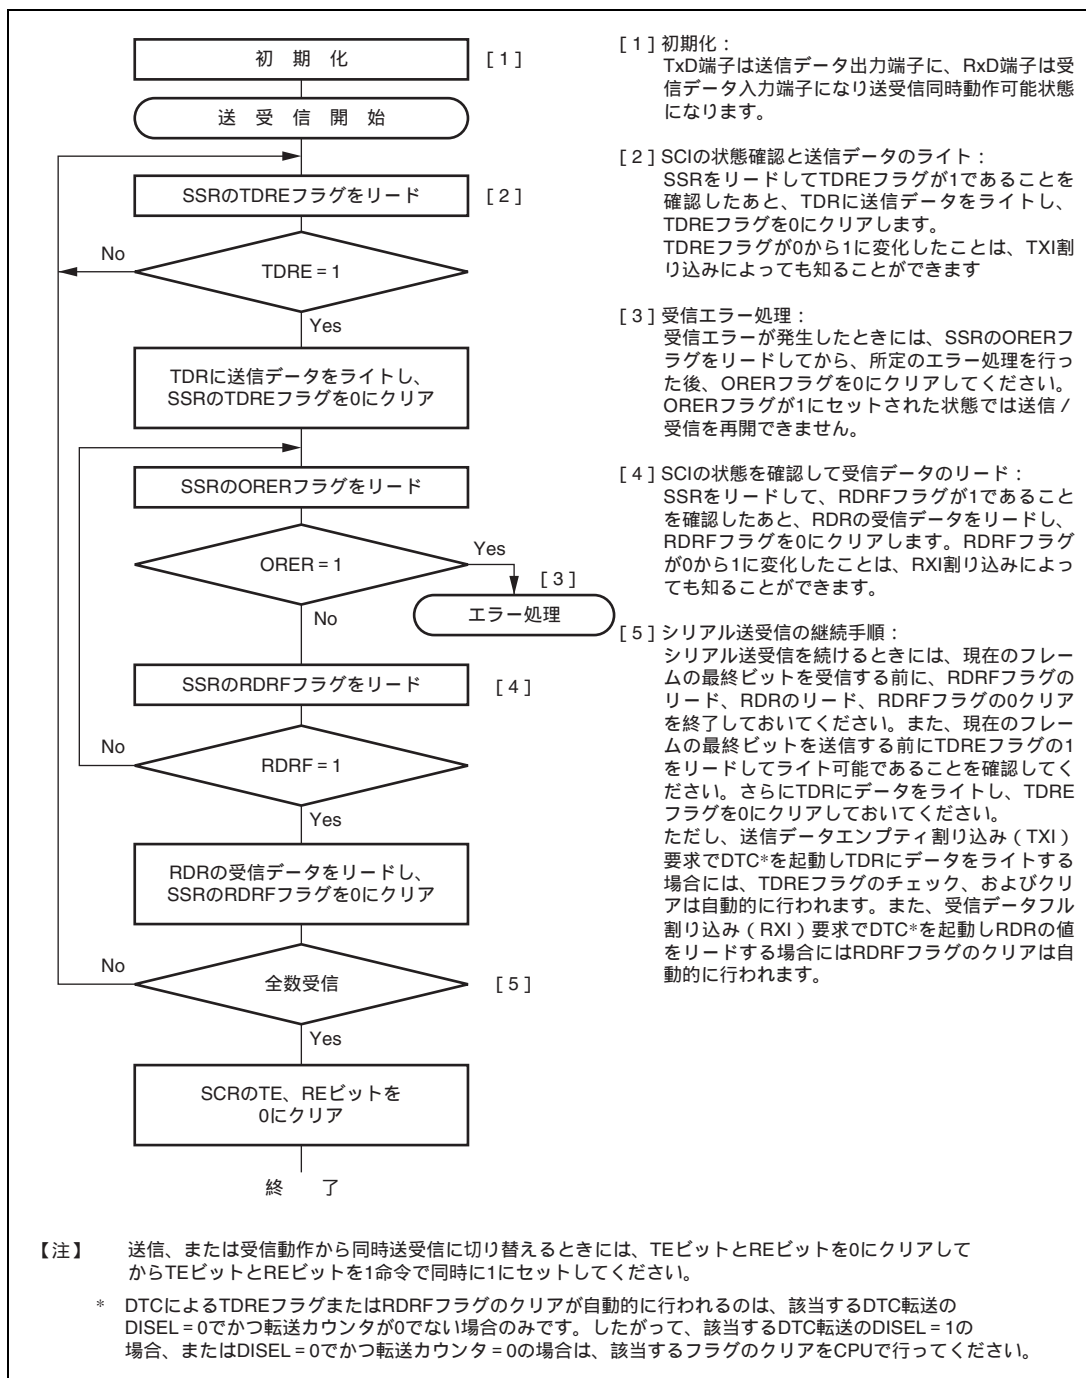 初 期 化 [ 1 ]
送 受 信 開 始
SSRのTDREフラグをリード [ 2 ]
No
TDRE = 1
Yes
TDRに送信データをライトし、
SSRのTDREフラグを0にクリア
SSRのORERフラグをリード
ORER = 1
Yes
[ 3 ]
エラー処理
No
SSRのRDRFフラグをリード [ 4 ]
No
RDRF = 1
Yes
RDRの受信データをリードし、
SSRのRDRFフラグを0にクリア
No
全数受信 [ 5 ]
Yes
SCRのTE、REビットを
0にクリア
終 了
[ 1 ] 初期化：
TxD端子は送信データ出力端子に、RxD端子は受
信データ入力端子になり送受信同時動作可能状態
になります。
[ 2 ] SCIの状態確認と送信データのライト：
SSRをリードしてTDREフラグが1であることを
確認したあと、TDRに送信データをライトし、
TDREフラグを0にクリアします。
TDREフラグが0から1に変化したことは、TXI割
り込みによっても知ることができます
[ 3 ] 受信エラー処理：
受信エラーが発生したときには、SSRのORERフ
ラグをリードしてから、所定のエラー処理を行っ
た後、ORERフラグを0にクリアしてください。
ORERフラグが1にセットされた状態では送信／
受信を再開できません。
[ 4 ] SCIの状態を確認して受信データのリード：
SSRをリードして、RDRFフラグが1であること
を確認したあと、RDRの受信データをリードし、
RDRFフラグを0にクリアします。RDRFフラグ
が0から1に変化したことは、RXI割り込みによっ
ても知ることができます。
[ 5 ] シリアル送受信の継続手順：
シリアル送受信を続けるときには、現在のフレー
ムの最終ビットを受信する前に、RDRFフラグの
リード、RDRのリード、RDRFフラグの0クリア
を終了しておいてください。また、現在のフレー
ムの最終ビットを送信する前にTDREフラグの1
をリードしてライト可能であることを確認してく
ださい。さらにTDRにデータをライトし、TDRE
フラグを0にクリアしておいてください。
ただし、送信データエンプティ割り込み（TXI）
要求でDTC*を起動しTDRにデータをライトする
場合には、TDREフラグのチェック、およびクリ
アは自動的に行われます。また、受信データフル
割り込み（RXI）要求でDTC*を起動しRDRの値
をリードする場合にはRDRFフラグのクリアは自
動的に行われます。
【注】 送信、または受信動作から同時送受信に切り替えるときには、TEビットとREビットを0にクリアして
からTEビットとREビットを1命令で同時に1にセットしてください。
* DTCによるTDREフラグまたはRDRFフラグのクリアが自動的に行われるのは、該当するDTC転送の
DISEL = 0でかつ転送カウンタが0でない場合のみです。したがって、該当するDTC転送のDISEL = 1の
場合、またはDISEL = 0でかつ転送カウンタ = 0の場合は、該当するフラグのクリアをCPUで行ってください。